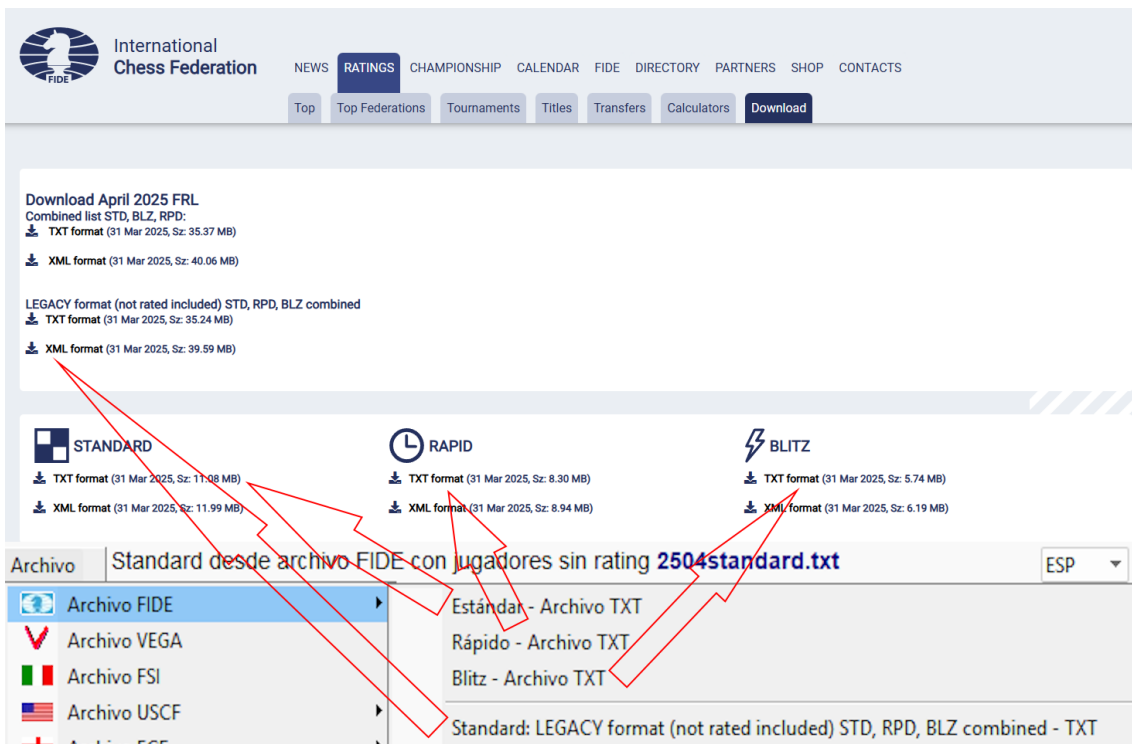 International
Chess Federation
FIDE
NEWS RATINGS CHAMPIONSHIP CALENDAR FIDE DIRECTORY PARTNERS SHOP CONTACTS
Top Top Federations Tournaments Titles Transfers Calculators Download
Download April 2025 FRL
Combined list STD, BLZ, RPD:
TXT format (31 Mar 2025, Sz: 35.37 MB)
XML format (31 Mar 2025, Sz: 40.06 MB)
LEGACY format (not rated included) STD, RPD, BLZ combined
TXT format (31 Mar 2025, Sz: 35.24 MB)
XML format (31 Mar 2025, Sz: 39.59 MB)
STANDARD RAPID BLITZ
TXT format (31 Mar 2025, Sz: 11.08 MB) TXT format (31 Mar 2025, Sz: 8.30 MB) TXT format (31 Mar 2025, Sz: 5.74 MB)
XML format (31 Mar 2025, Sz: 11.99 MB) XML format (31 Mar 2025, Sz: 8.94 MB) XML format (31 Mar 2025, Sz: 6.19 MB)
Archivo Standard desde archivo FIDE con jugadores sin rating 2504standard.txt ESP
Archivo FIDE Estándar - Archivo TXT
Archivo VEGA Rápido - Archivo TXT
Archivo FSI Blitz - Archivo TXT
Archivo USCF Standard: LEGACY format (not rated included) STD, RPD, BLZ combined - TXT